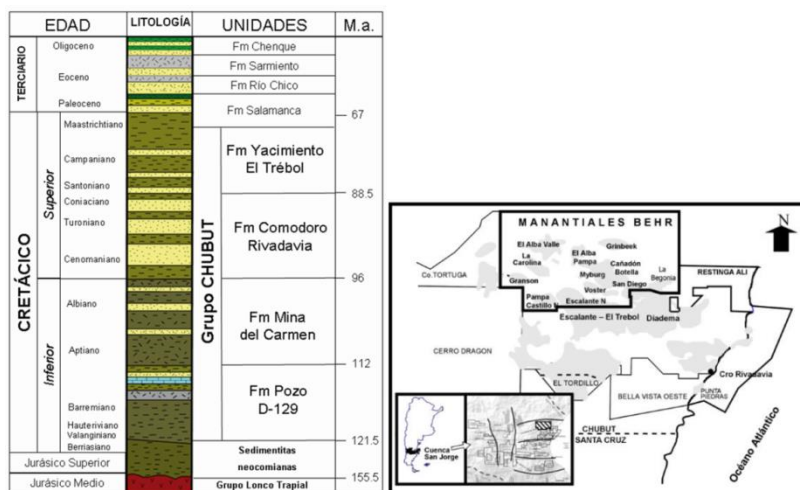 EDAD
LITOLOGÍA
UNIDADES
M.a.
TERCIARIO
Oligoceno
Eoceno
Paleoceno
Fm Chenque
Fm Sarmiento
Fm Río Chico
Fm Salamanca
67
CRETÁCICO
Superior
Maastrichtiano
Campaniano
Santoniano
Coniaciano
Turoniano
Cenomaniano
Inferior
Albiano
Aptiano
Barremiano
Hauteriviano
Valanginiano
Berriasiano
Jurásico Superior
Jurásico Medio
Grupo CHUBUT
Fm Yacimiento
El Trébol
88.5
Fm Comodoro
Rivadavia
96
Fm Mina
del Carmen
112
Fm Pozo
D-129
121.5
Sedimentitas
neocomianas
155.5
Grupo Lonco Trapial
MANANTIALES BEHR
N
El Alba Valle
La
Carolina
Granson
El Alba
Pampa
Grinbeek
Cañadón
Botella
Myburg
San Diego
La
Begonia
Voster
Pampa
Castillo N
Escalante N
Co.TORTUGA
RESTINGA ALI
Escalante – El Trebol
Diadema
CERRO DRAGON
EL TORDILLO
BELLA VISTA OESTE
PUNTA
PIEDRAS
Cro Rivadavia
CHUBUT
SANTA CRUZ
Océano Atlántico
Cuenca
San Jorge